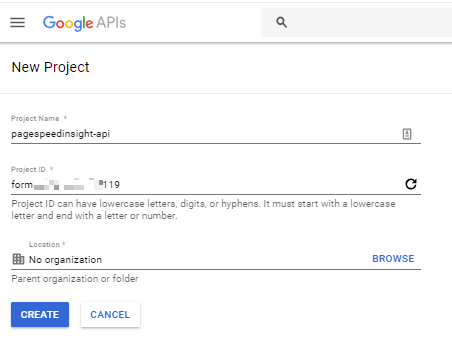 Google APIs
New Project
Project Name *
pagespeedinsight-api
Project ID *
form 119
Project ID can have lowercase letters, digits, or hyphens. It must start with a lowercase
letter and end with a letter or number.
Location *
No organization BROWSE
Parent organization or folder
CREATE CANCEL